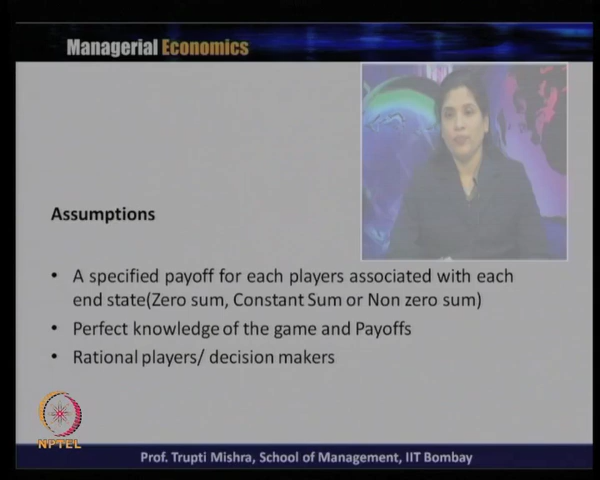 Managerial Economics
Assumptions
• A specified payoff for each players associated with each
end state(Zero sum, Constant Sum or Non zero sum)
• Perfect knowledge of the game and Payoffs
• Rational players/ decision makers
NPTEL
Prof. Trupti Mishra, School of Management, IIT Bombay